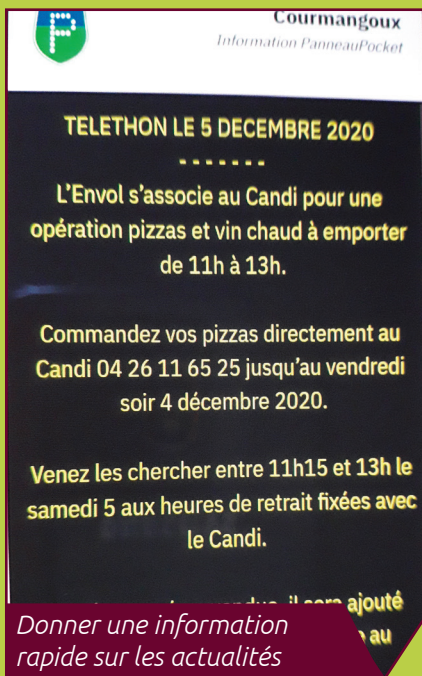 Courmangoux
Information PanneauPocket
TELETHON LE 5 DECEMBRE 2020
- - - - - - -
L'Envol s'associe au Candi pour une
opération pizzas et vin chaud à emporter
de 11h à 13h.
Commandez vos pizzas directement au
Candi 04 26 11 65 25 jusqu'au vendredi
soir 4 décembre 2020.
Venez les chercher entre 11h15 et 13h le
samedi 5 aux heures de retrait fixées avec
le Candi.
il sera ajouté
au
Donner une information
rapide sur les actualités